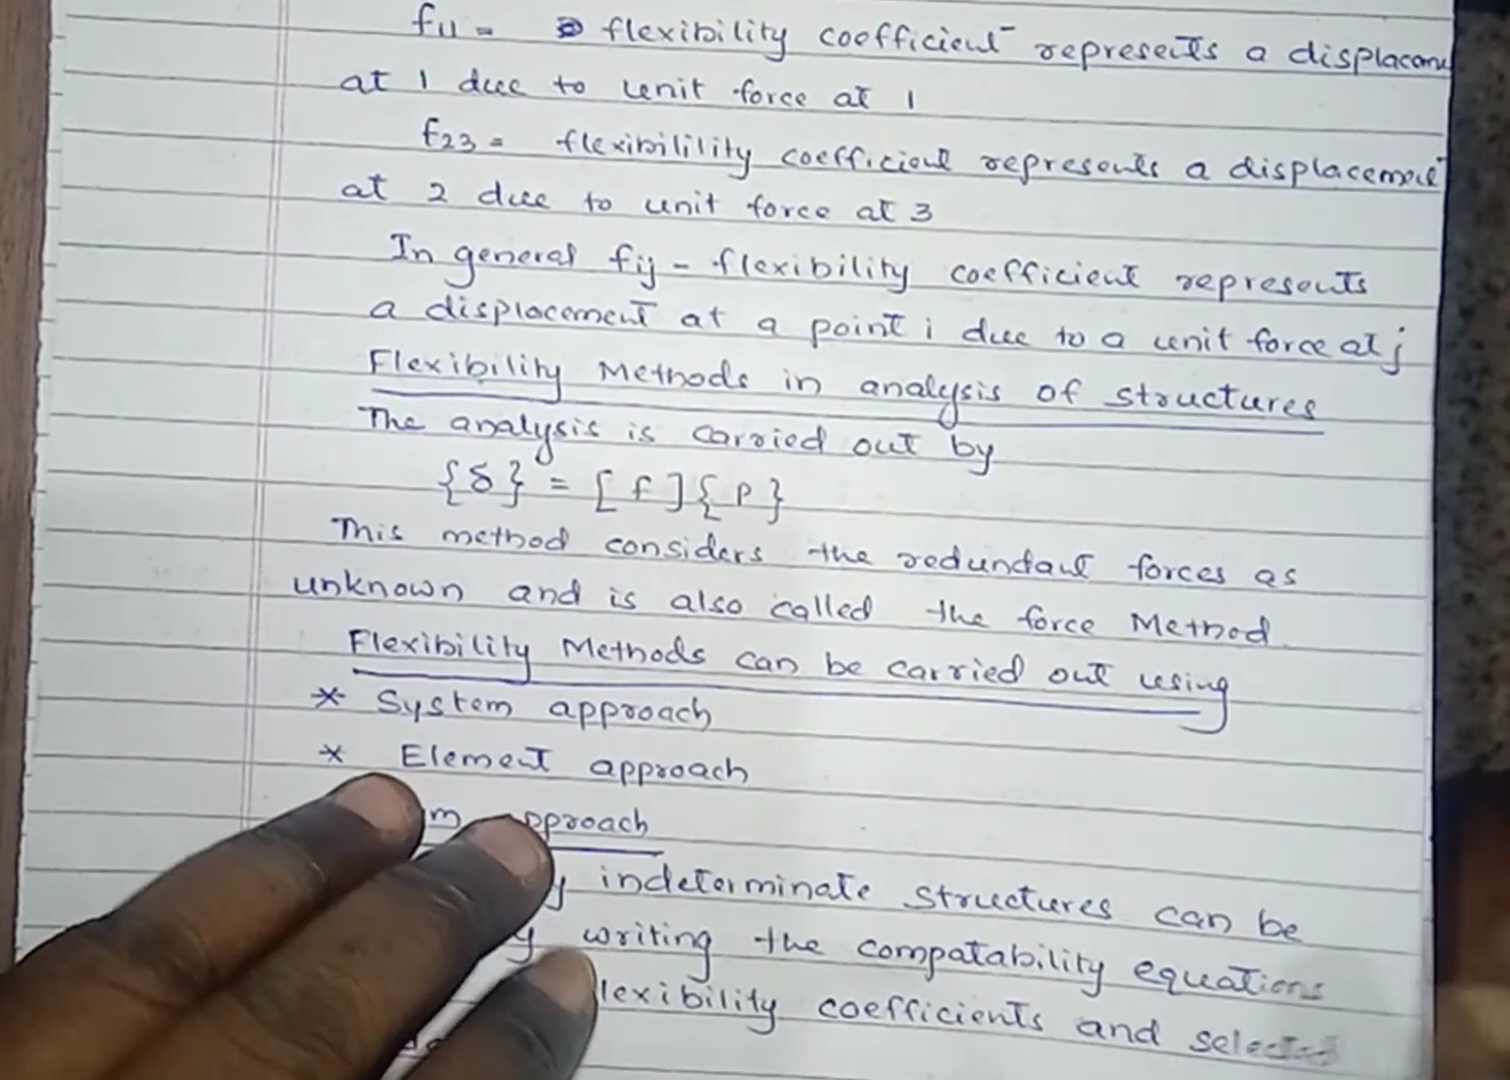 f11 = flexibility coefficient represents a displacem
at 1 due to unit force at 1
f23 = flexibilility coefficient represents a displacement
at 2 due to unit force at 3
In general fij - flexibility coefficient represents
a displacement at a point i due to a unit force at j
Flexibility Methods in analysis of structures
The analysis is carried out by
{δ} = [f]{P}
This method considers the redundant forces as
unknown and is also called the force Method
Flexibility Methods can be carried out using
* System approach
* Element approach
m approach
y indeterminate structures can be
y writing the compatability equations
lexibility coefficients and selected